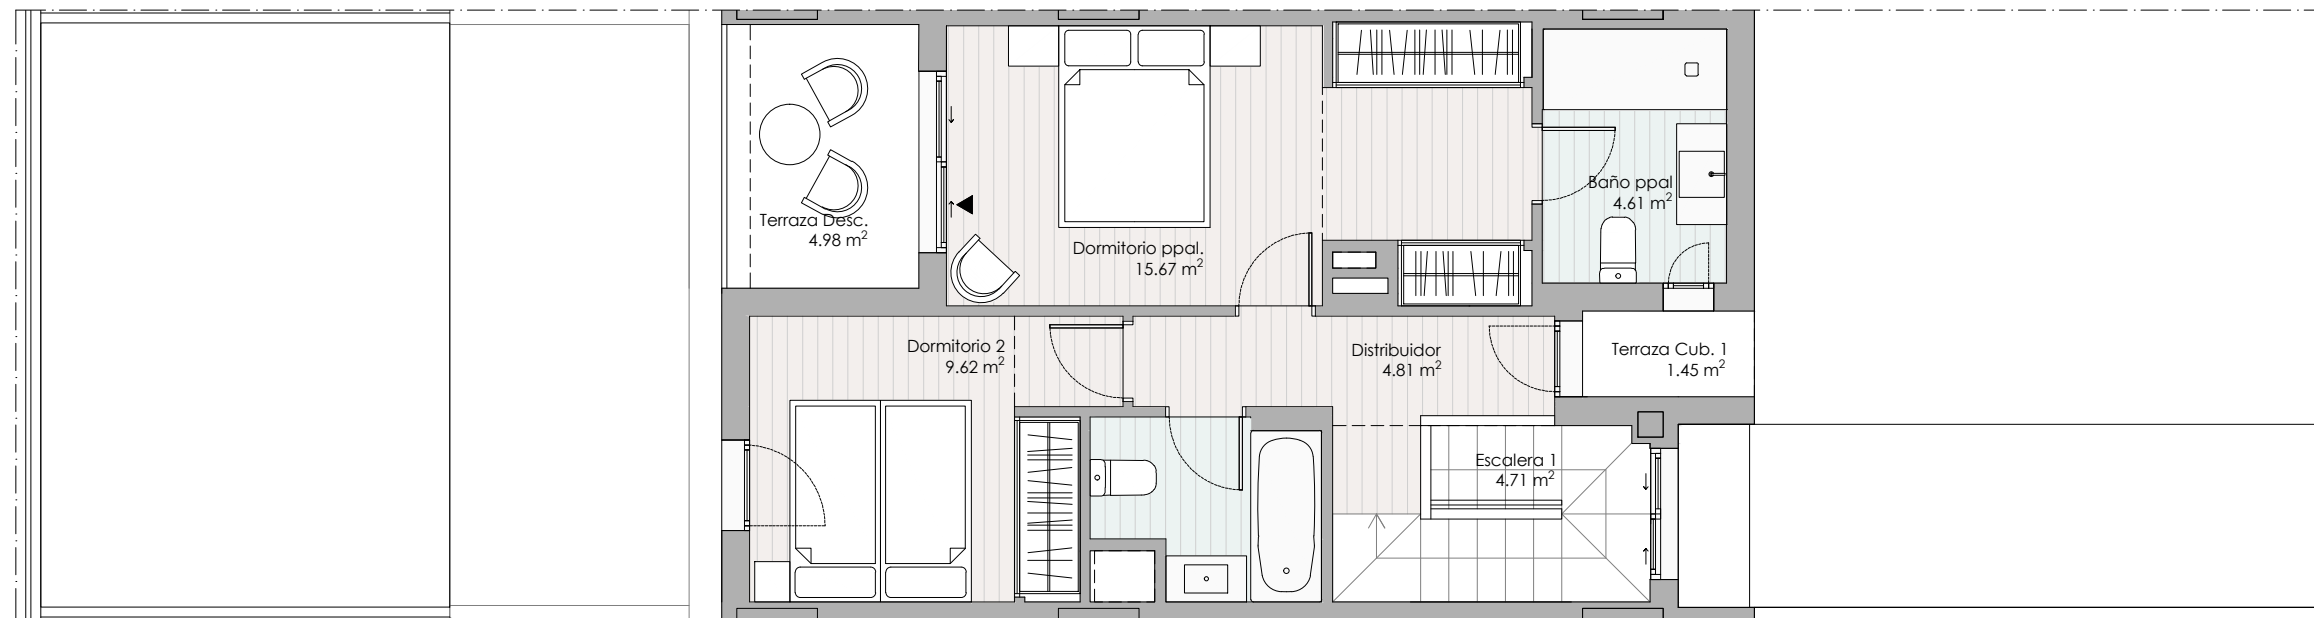 Terraza Desc.
4.98 m²
Dormitorio ppal.
15.67 m²
Baño ppal
4.61 m²
Dormitorio 2
9.62 m²
Distribuidor
4.81 m²
Terraza Cub. 1
1.45 m²
Escalera 1
4.71 m²